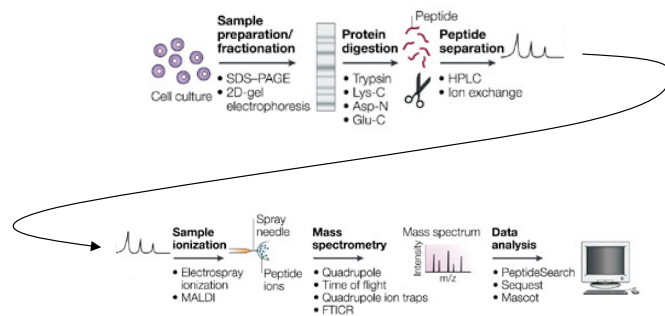 Sample
preparation/
fractionation
• SDS–PAGE
• 2D-gel
electrophoresis
Cell culture
Protein
digestion
• Trypsin
• Lys-C
• Asp-N
• Glu-C
Peptide
Peptide
separation
• HPLC
• Ion exchange
Sample
ionization
• Electrospray
ionization
• MALDI
Spray
needle
Peptide
ions
Mass
spectrometry
• Quadrupole
• Time of flight
• Quadrupole ion traps
• FTICR
Mass spectrum
Intensity
m/z
Data
analysis
• PeptideSearch
• Sequest
• Mascot